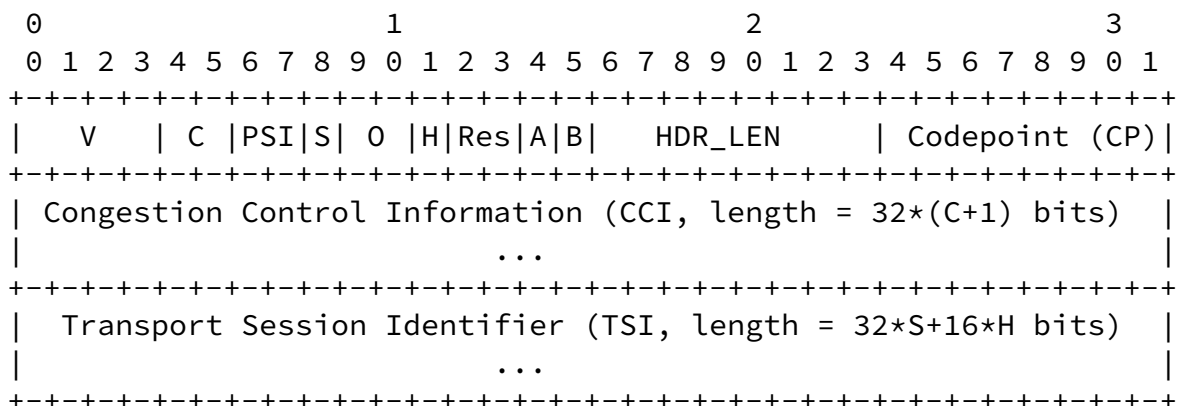 0                   1                   2                   3
 0 1 2 3 4 5 6 7 8 9 0 1 2 3 4 5 6 7 8 9 0 1 2 3 4 5 6 7 8 9 0 1
+-+-+-+-+-+-+-+-+-+-+-+-+-+-+-+-+-+-+-+-+-+-+-+-+-+-+-+-+-+-+-+-+
|   V   | C |PSI|S| O |H|Res|A|B|   HDR_LEN     | Codepoint (CP)|
+-+-+-+-+-+-+-+-+-+-+-+-+-+-+-+-+-+-+-+-+-+-+-+-+-+-+-+-+-+-+-+-+
| Congestion Control Information (CCI, length = 32*(C+1) bits)  |
|                          ...                                  |
+-+-+-+-+-+-+-+-+-+-+-+-+-+-+-+-+-+-+-+-+-+-+-+-+-+-+-+-+-+-+-+-+
|  Transport Session Identifier (TSI, length = 32*S+16*H bits)  |
|                          ...                                  |
+-+-+-+-+-+-+-+-+-+-+-+-+-+-+-+-+-+-+-+-+-+-+-+-+-+-+-+-+-+-+-+-+